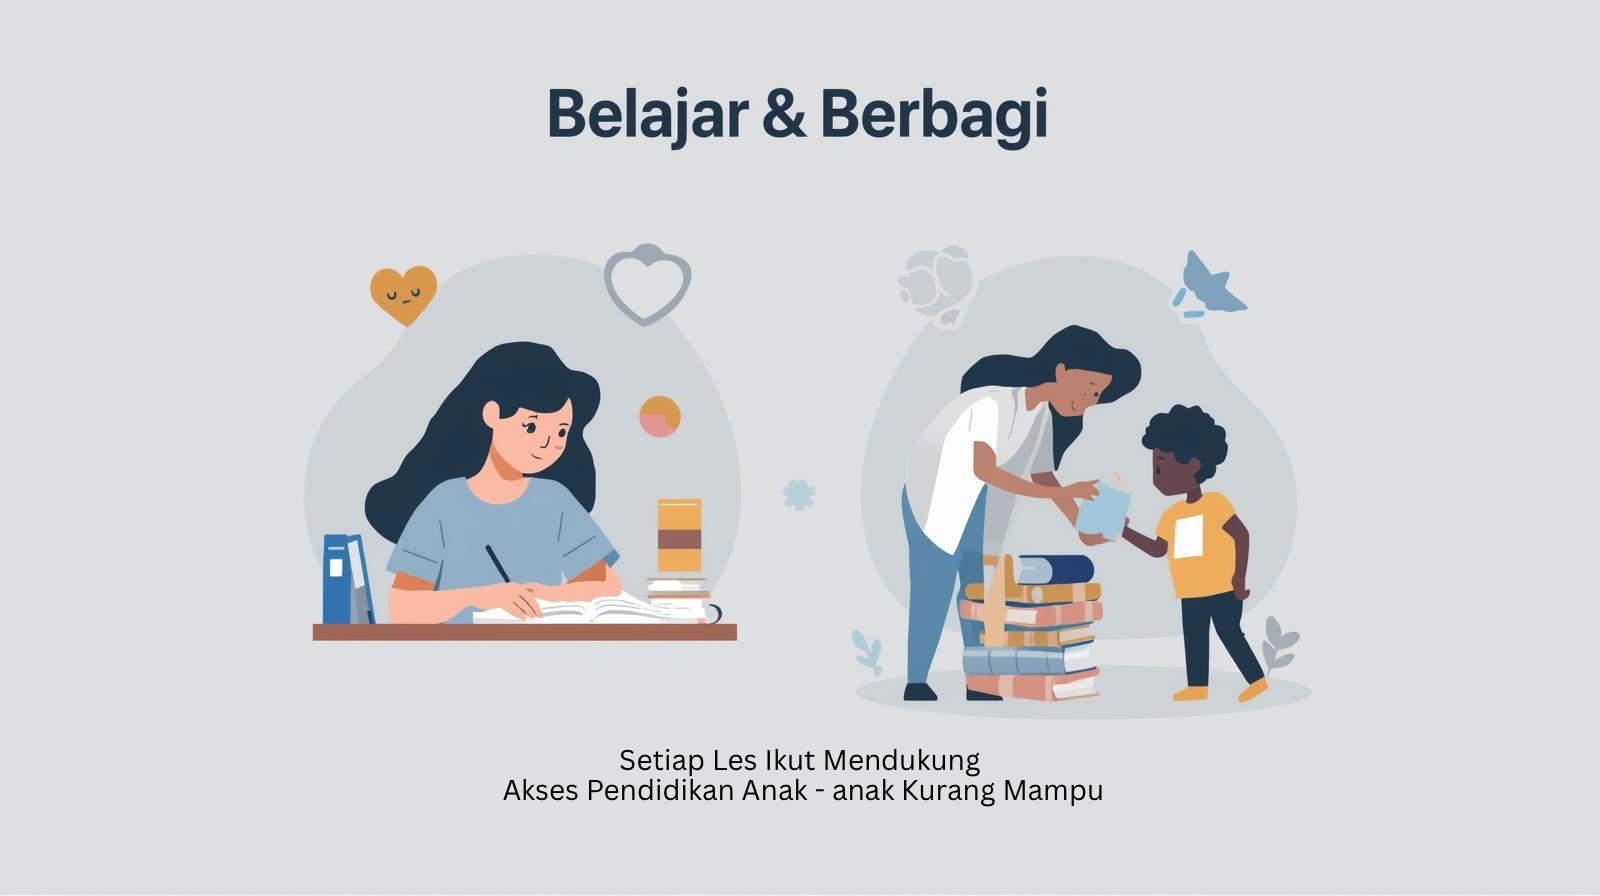 Belajar & Berbagi
Setiap Les Ikut Mendukung
Akses Pendidikan Anak - anak Kurang Mampu